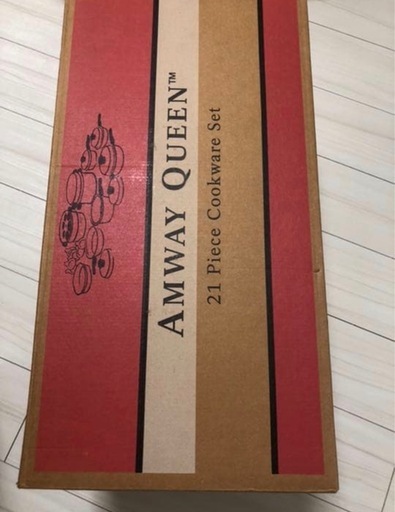 AMWAY QUEEN™
21 Piece Cookware Set